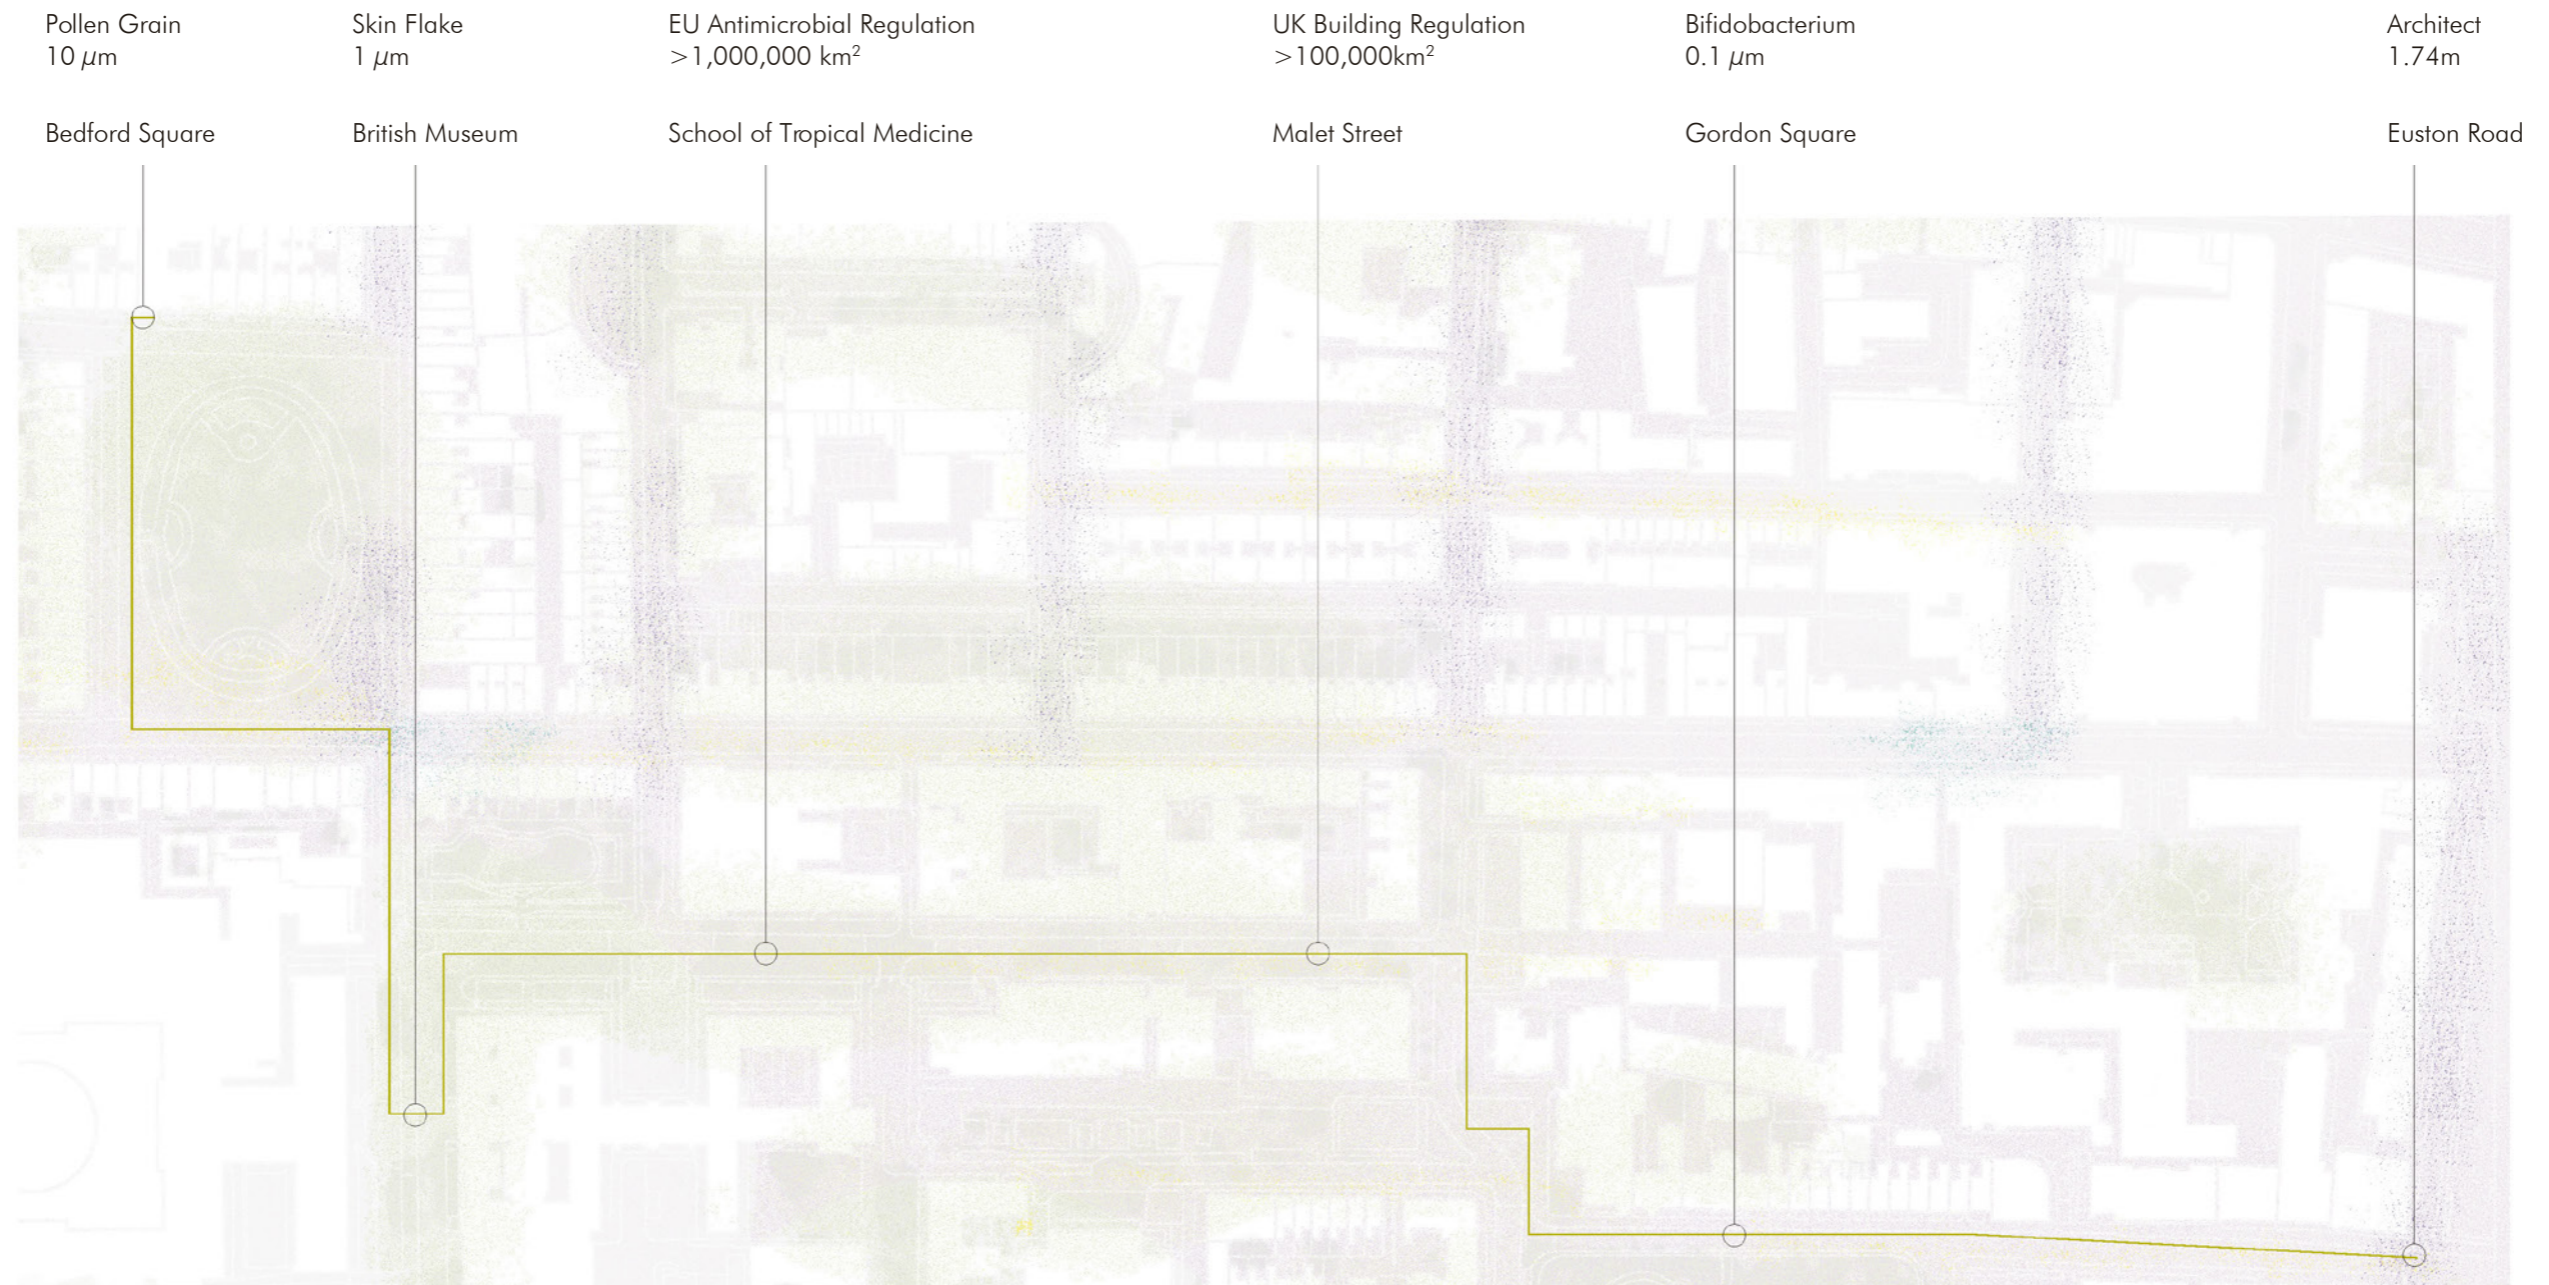 Pollen Grain
10 µm
Bedford Square
Skin Flake
1 µm
British Museum
EU Antimicrobial Regulation
>1,000,000 km²
School of Tropical Medicine
UK Building Regulation
>100,000km²
Malet Street
Bifidobacterium
0.1 µm
Gordon Square
Architect
1.74m
Euston Road